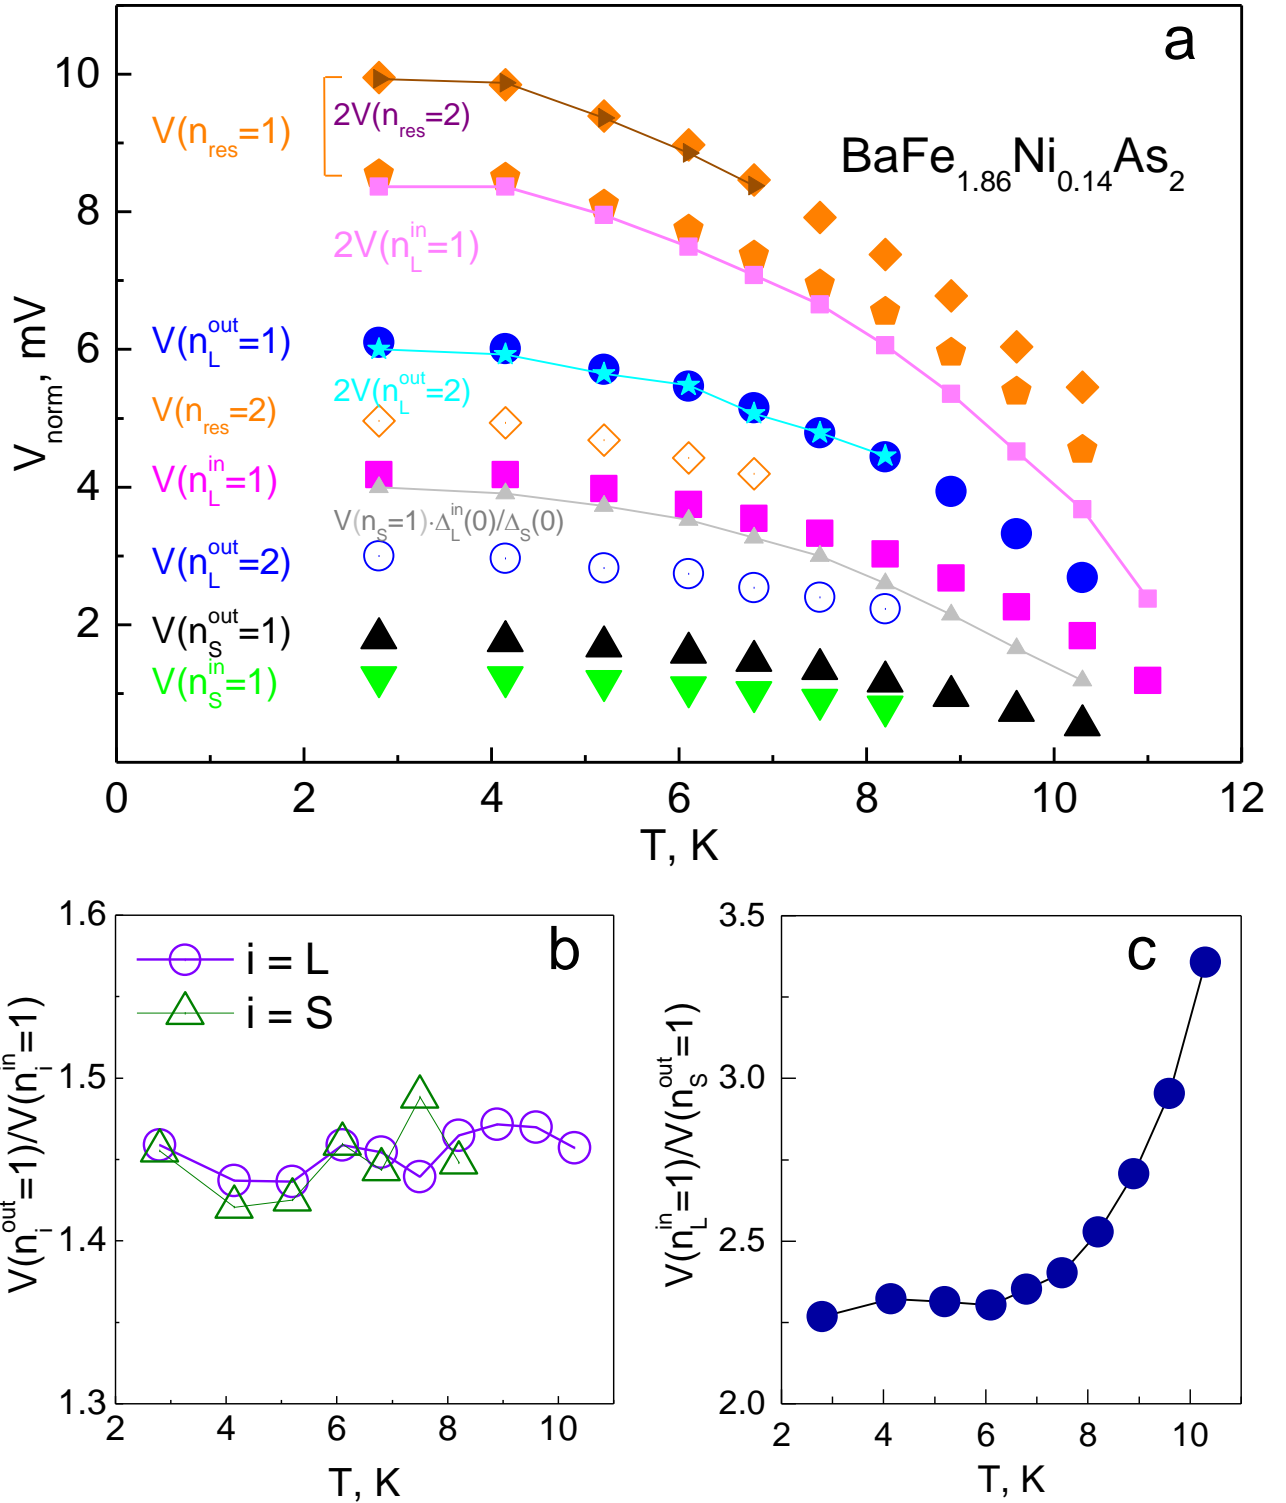 a
10
8
6
4
2
V_norm, mV
V(n_res=1)
2V(n_res=2)
BaFe_1.86Ni_0.14As_2
2V(n_L^in=1)
V(n_L^out=1)
2V(n_L^out=2)
V(n_res=2)
V(n_L^in=1)
V(n_S=1)·Δ_L^in(0)/Δ_S(0)
V(n_L^out=2)
V(n_S^out=1)
V(n_S^in=1)
0 2 4 6 8 10 12
T, K
b
1.6
1.5
1.4
1.3
V(n_i^out=1)/V(n_i^in=1)
i = L
i = S
2 4 6 8 10
T, K
c
3.5
3.0
2.5
2.0
V(n_L^in=1)/V(n_S^out=1)
2 4 6 8 10
T, K